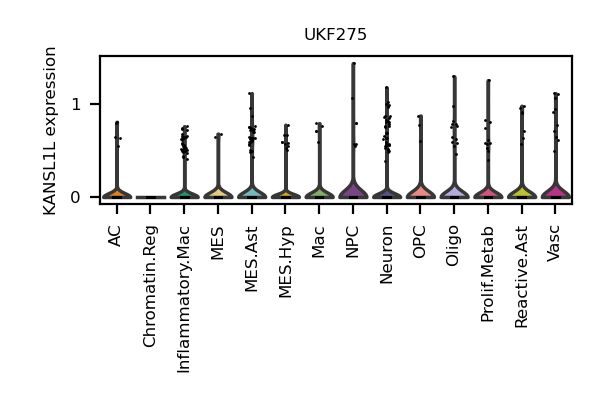 UKF275
KANSL1L expression
1
0
AC
Chromatin.Reg
Inflammatory.Mac
MES
MES.Ast
MES.Hyp
Mac
NPC
Neuron
OPC
Oligo
Prolif.Metab
Reactive.Ast
Vasc